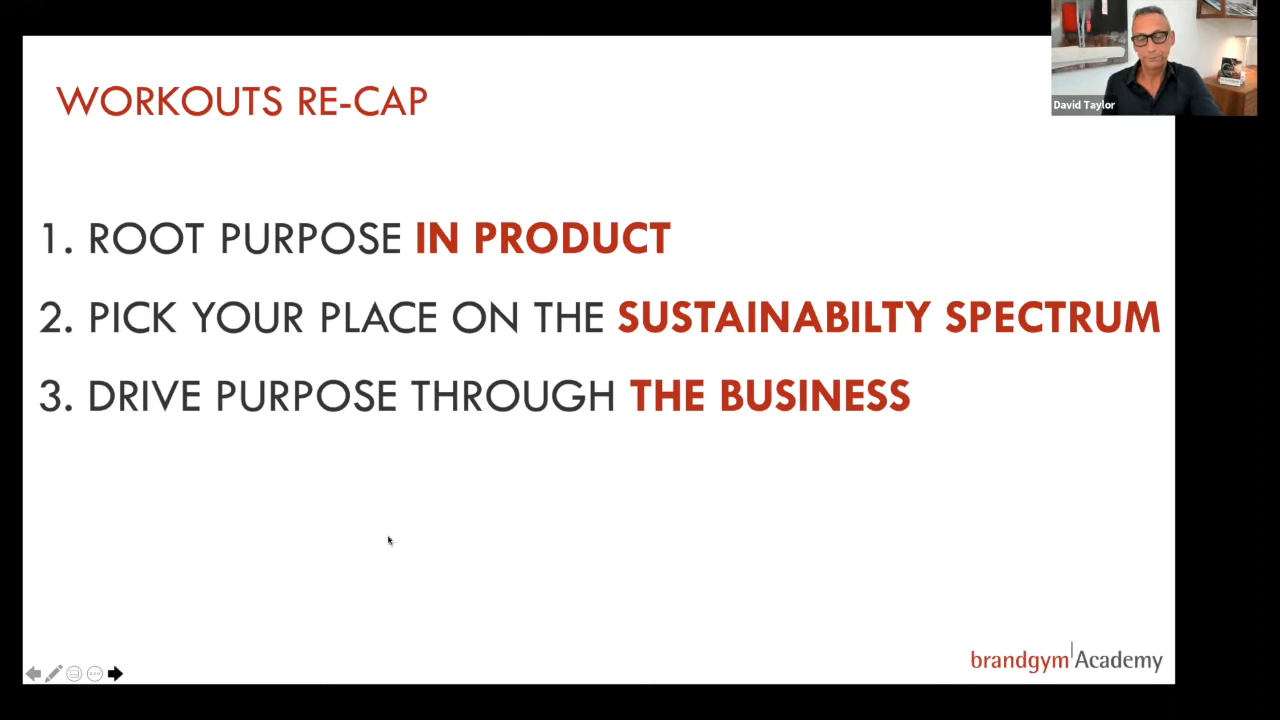 WORKOUTS RE-CAP
David Taylor
1. ROOT PURPOSE IN PRODUCT
2. PICK YOUR PLACE ON THE SUSTAINABILTY SPECTRUM
3. DRIVE PURPOSE THROUGH THE BUSINESS
brandgym Academy